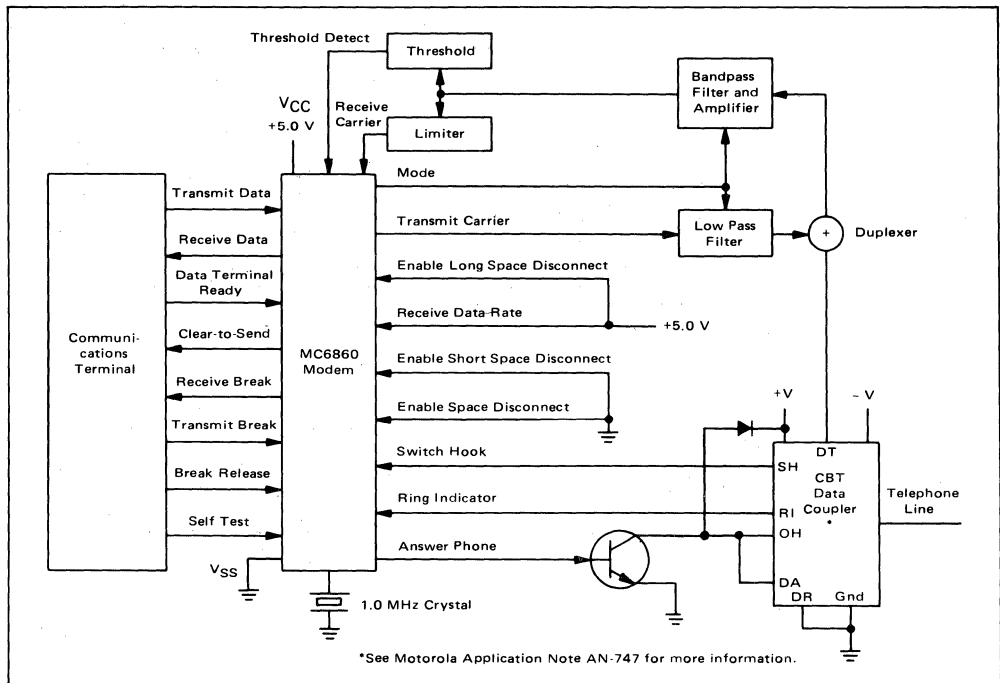 Threshold Detect
Threshold
Bandpass
Filter and
Amplifier
VCC
+5.0 V
Receive
Carrier
Limiter
Mode
Transmit Carrier
Low Pass
Filter
+
Duplexer
Transmit Data
Receive Data
Data Terminal
Ready
Clear-to-Send
Receive Break
Transmit Break
Break Release
Self Test
Communi-
cations
Terminal
MC6860
Modem
Enable Long Space Disconnect
Receive Data Rate
+5.0 V
Enable Short Space Disconnect
Enable Space Disconnect
+V
– V
Switch Hook
SH
DT
CBT
Data
Coupler
*
Ring Indicator
RI
Telephone
Line
OH
Answer Phone
DA
DR
Gnd
VSS
1.0 MHz Crystal
*See Motorola Application Note AN-747 for more information.